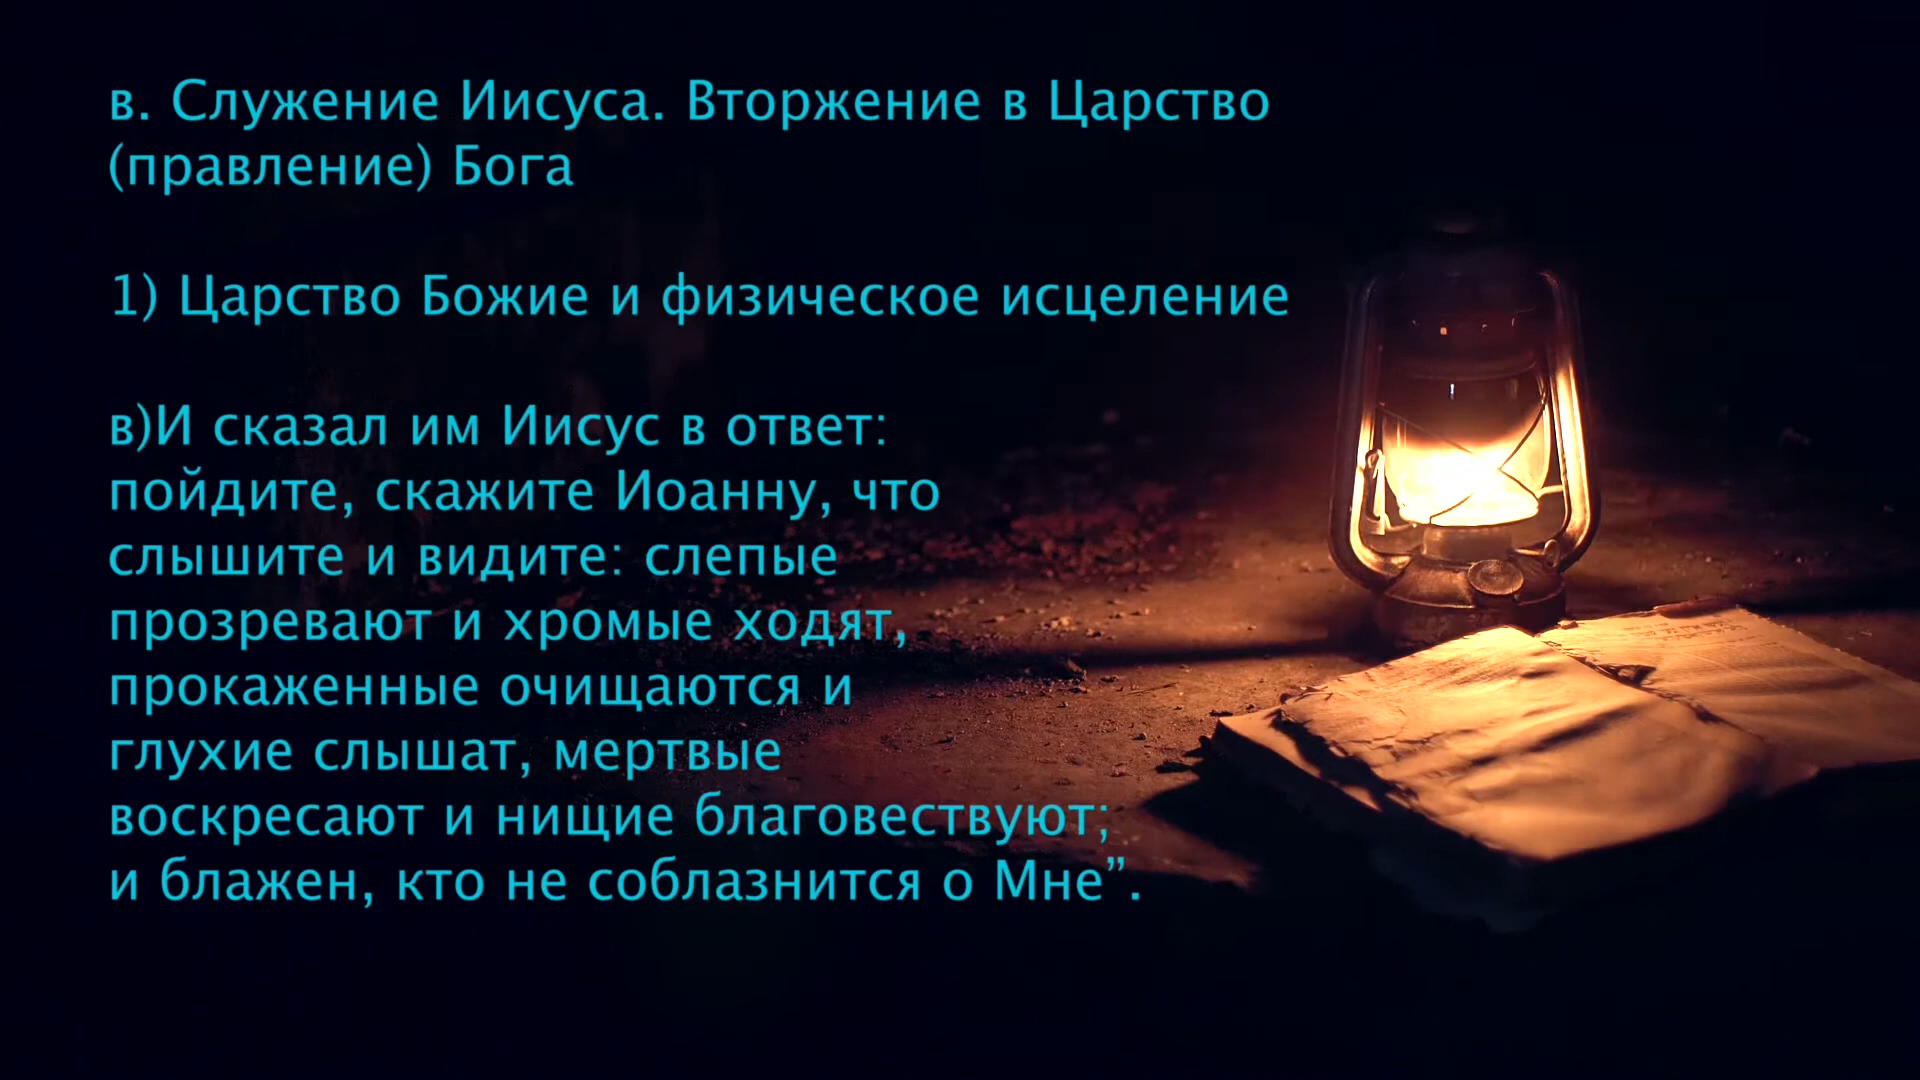 в. Служение Иисуса. Вторжение в Царство
(правление) Бога
1) Царство Божие и физическое исцеление
в)И сказал им Иисус в ответ:
пойдите, скажите Иоанну, что
слышите и видите: слепые
прозревают и хромые ходят,
прокаженные очищаются и
глухие слышат, мертвые
воскресают и нищие благовествуют;
и блажен, кто не соблазнится о Мне”.